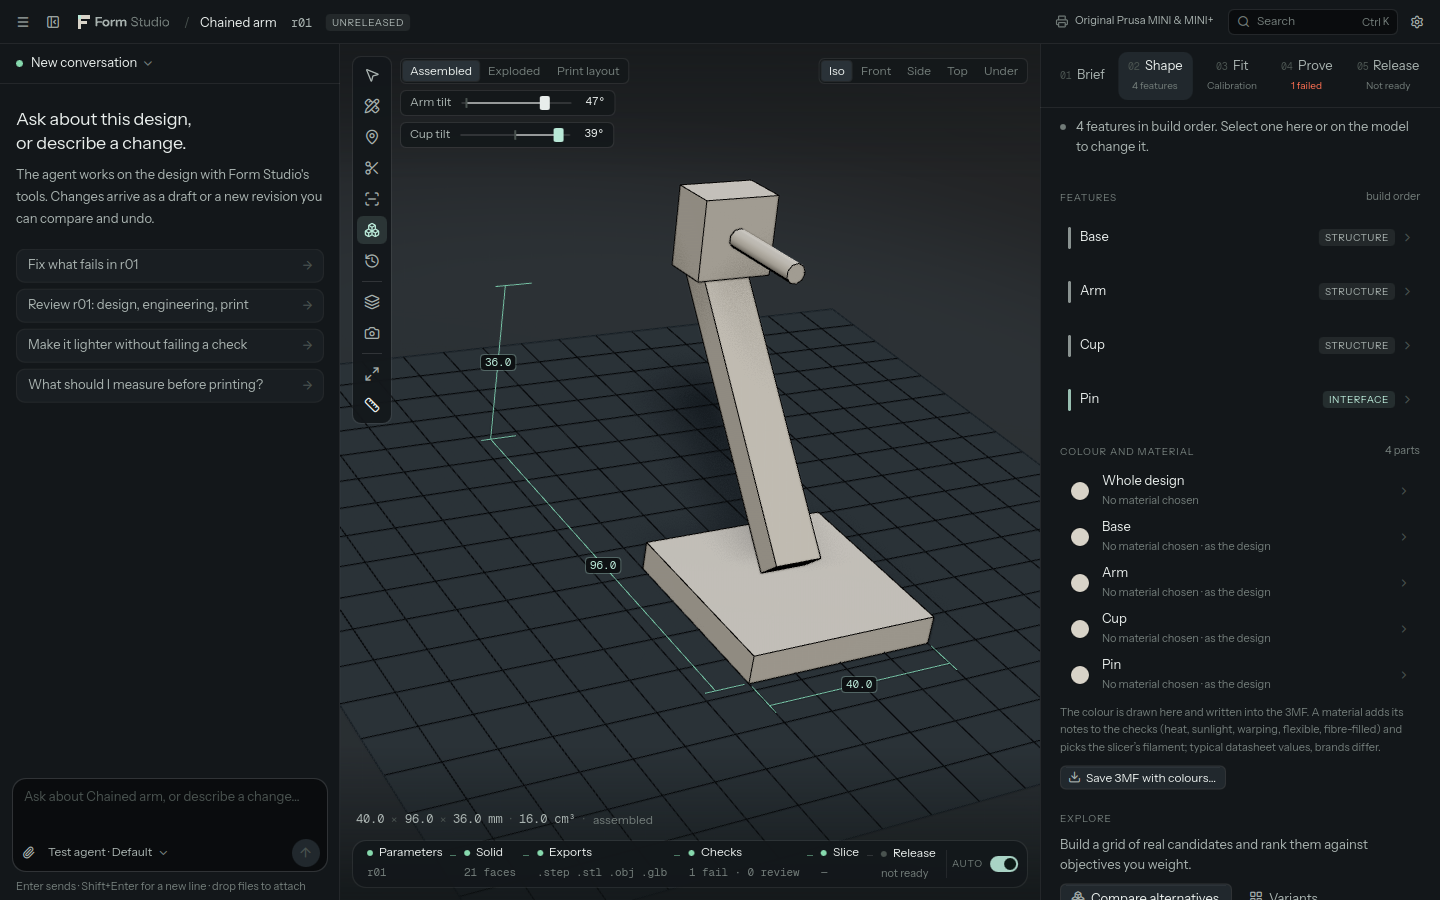 Form Studio / Chained arm r01 UNRELEASED
Original Prusa MINI & MINI+
Search Ctrl K
New conversation
Ask about this design,
or describe a change.
The agent works on the design with Form Studio's
tools. Changes arrive as a draft or a new revision you
can compare and undo.
Fix what fails in r01
Review r01: design, engineering, print
Make it lighter without failing a check
What should I measure before printing?
Ask about Chained arm, or describe a change...
Test agent · Default
Enter sends · Shift+Enter for a new line · drop files to attach
Assembled Exploded Print layout
Arm tilt 47°
Cup tilt 39°
Iso Front Side Top Under
36.0
96.0
40.0
40.0 × 96.0 × 36.0 mm · 16.0 cm³ · assembled
Parameters Solid Exports Checks Slice Release
r01 21 faces .step .stl .obj .glb 1 fail · 0 review — not ready
AUTO
01 Brief
02 Shape
4 features
03 Fit
Calibration
04 Prove
1 failed
05 Release
Not ready
4 features in build order. Select one here or on the model
to change it.
FEATURES build order
Base STRUCTURE
Arm STRUCTURE
Cup STRUCTURE
Pin INTERFACE
COLOUR AND MATERIAL 4 parts
Whole design
No material chosen
Base
No material chosen · as the design
Arm
No material chosen · as the design
Cup
No material chosen · as the design
Pin
No material chosen · as the design
The colour is drawn here and written into the 3MF. A material adds its
notes to the checks (heat, sunlight, warping, flexible, fibre-filled) and
picks the slicer's filament; typical datasheet values, brands differ.
Save 3MF with colours...
EXPLORE
Build a grid of real candidates and rank them against
objectives you weight.
Compare alternatives Variants